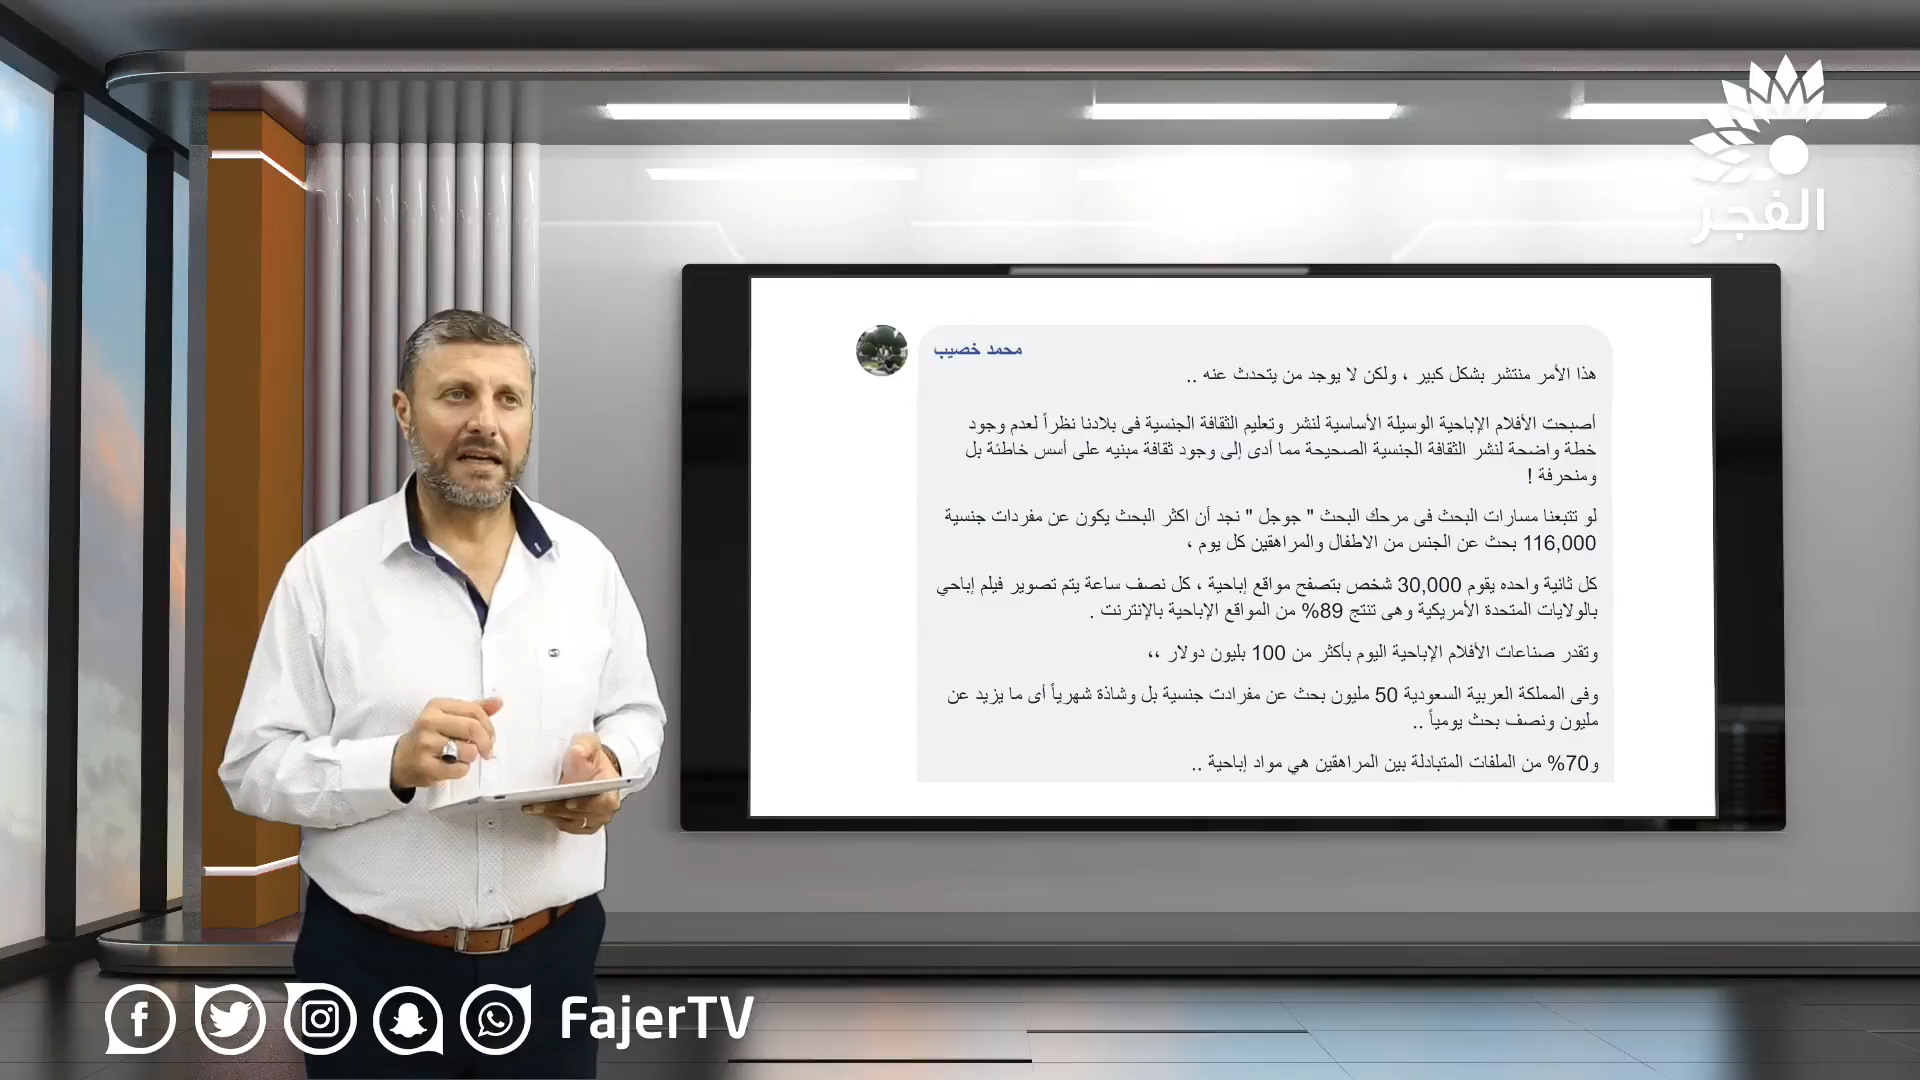 الفجر
محمد خصيب
هذا الأمر منتشر بشكل كبير ، ولكن لا يوجد من يتحدث عنه ..
أصبحت الأفلام الإباحية الوسيلة الأساسية لنشر وتعليم الثقافة الجنسية فى بلادنا نظراً لعدم وجود
خطة واضحة لنشر الثقافة الجنسية الصحيحة مما أدى إلى وجود ثقافة مبنيه على أسس خاطئة بل
ومنحرفة !
لو تتبعنا مسارات البحث فى مرحك البحث " جوجل " نجد أن اكثر البحث يكون عن مفردات جنسية
116,000 بحث عن الجنس من الاطفال والمراهقين كل يوم ،
كل ثانية واحده يقوم 30,000 شخص بتصفح مواقع إباحية ، كل نصف ساعة يتم تصوير فيلم إباحي
بالولايات المتحدة الأمريكية وهى تنتج 89% من المواقع الإباحية بالإنترنت .
وتقدر صناعات الأفلام الإباحية اليوم بأكثر من 100 بليون دولار ،،
وفى المملكة العربية السعودية 50 مليون بحث عن مفرادت جنسية بل وشاذة شهرياً أى ما يزيد عن
مليون ونصف بحث يومياً ..
و70% من الملفات المتبادلة بين المراهقين هي مواد إباحية ..
FajerTV